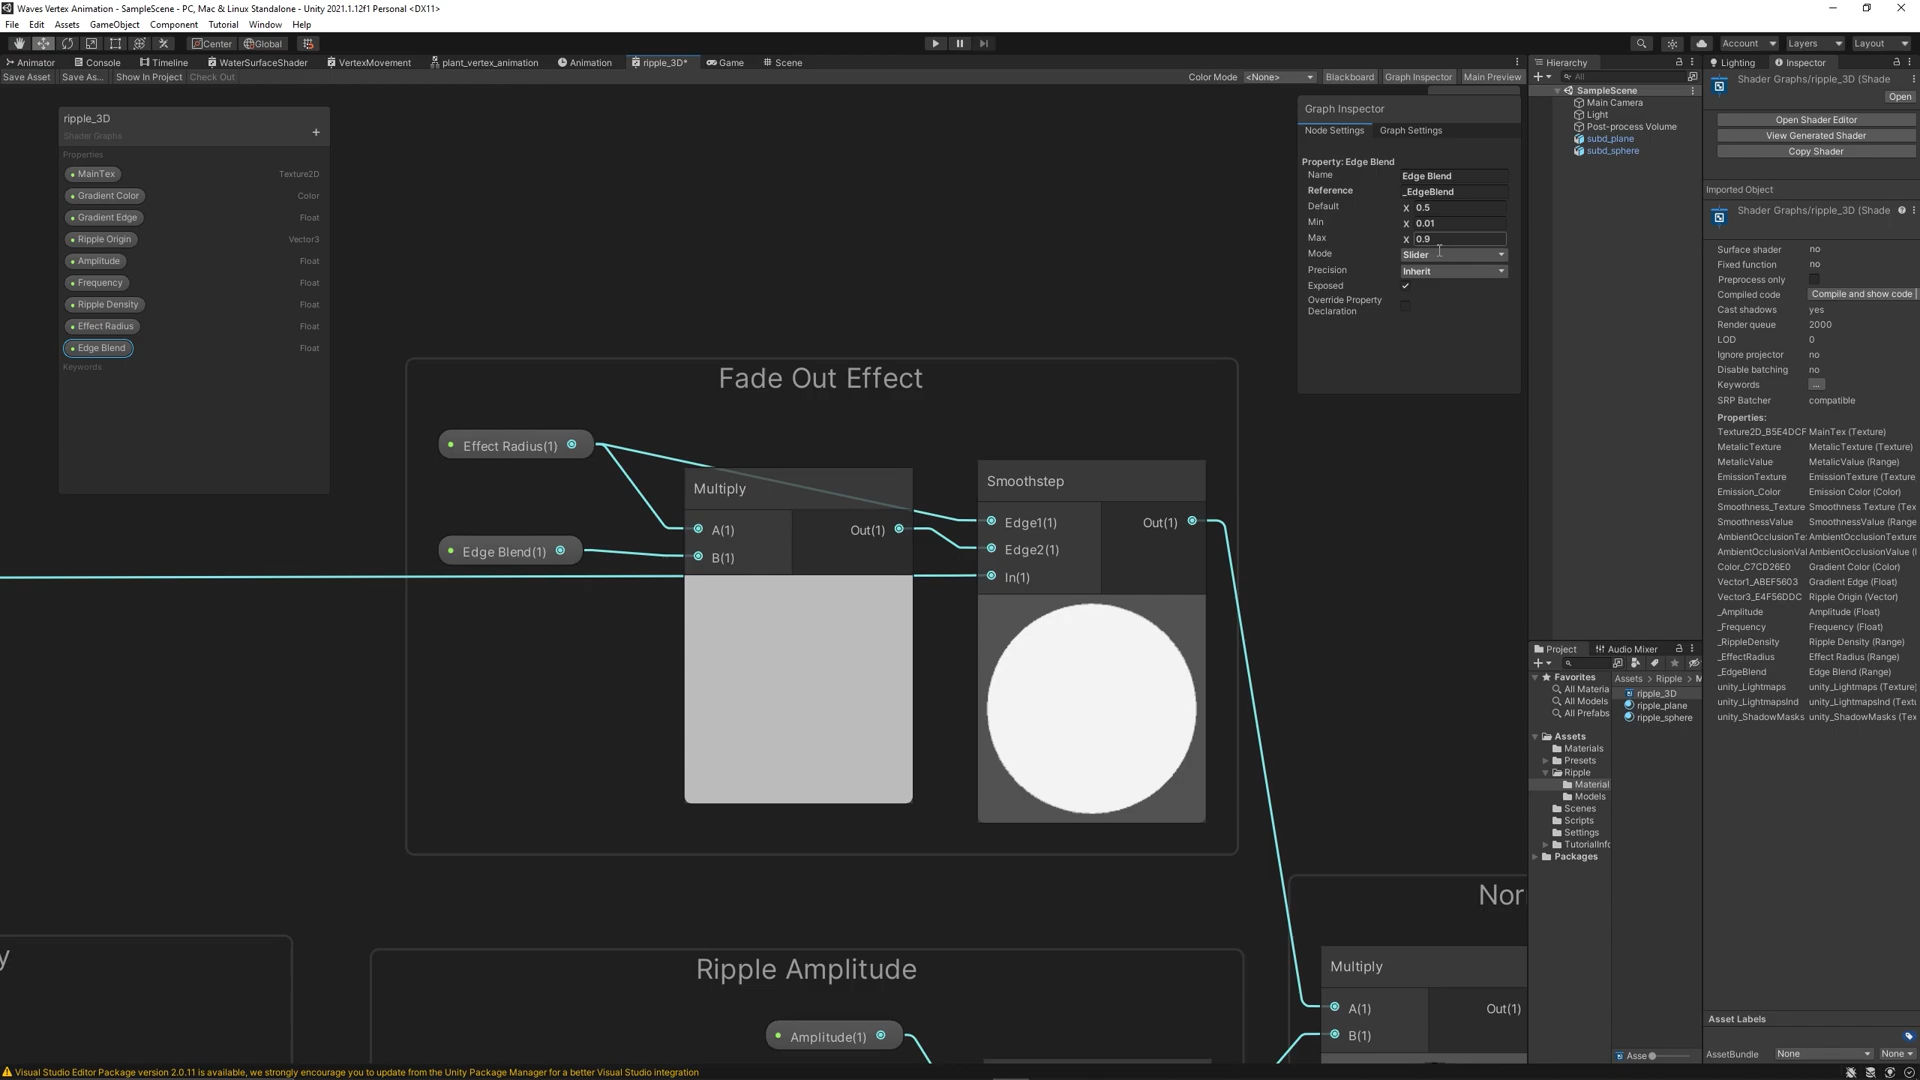 Waves Vertex Animation - SampleScene - PC, Mac & Linux Standalone - Unity 2021.1.12f1 Personal <DX11>
File Edit Assets GameObject Component Tutorial Window Help
Center Global Account Layers Layout
Animator Console Timeline WaterSurfaceShader VertexMovement plant_vertex_animation Animation ripple_3D* Game Scene
Save Asset Save As... Show In Project Check Out Color Mode <None> Blackboard Graph Inspector Main Preview
ripple_3D
Shader Graphs
Properties
MainTex Texture2D
Gradient Color Color
Gradient Edge Float
Ripple Origin Vector3
Amplitude Float
Frequency Float
Ripple Density Float
Effect Radius Float
Edge Blend Float
Keywords
Graph Inspector
Node Settings Graph Settings
Property: Edge Blend
Name Edge Blend
Reference _EdgeBlend
Default X 0.5
Min X 0.01
Max X 0.9
Mode Slider
Precision Inherit
Exposed
Override Property
Declaration
Fade Out Effect
Effect Radius(1)
Edge Blend(1)
Multiply
A(1) Out(1)
B(1)
Smoothstep
Edge1(1) Out(1)
Edge2(1)
In(1)
y
Ripple Amplitude
Amplitude(1)
Nor
Multiply
A(1) Out(1)
B(1)
Hierarchy
All
SampleScene
Main Camera
Light
Post-process Volume
subd_plane
subd_sphere
Project Audio Mixer
Favorites
All Materia
All Models
All Prefabs
Assets
Materials
Presets
Ripple
Material
Models
Scenes
Scripts
Settings
TutorialInfo
Packages
Assets > Ripple > M
ripple_3D
ripple_plane
ripple_sphere
Asse
Lighting Inspector
Shader Graphs/ripple_3D (Shade
Open
Open Shader Editor
View Generated Shader
Copy Shader
Imported Object
Shader Graphs/ripple_3D (Shade
Surface shader no
Fixed function no
Preprocess only
Compiled code Compile and show code
Cast shadows yes
Render queue 2000
LOD 0
Ignore projector no
Disable batching no
Keywords ...
SRP Batcher compatible
Properties:
Texture2D_B5E4DCF MainTex (Texture)
MetalicTexture MetalicTexture (Texture)
MetalicValue MetalicValue (Range)
EmissionTexture EmissionTexture (Texture
Emission_Color Emission Color (Color)
Smoothness_Texture Smoothness Texture (Tex
SmoothnessValue SmoothnessValue (Range
AmbientOcclusionTe: AmbientOcclusionTexture
AmbientOcclusionVal AmbientOcclusionValue (I
Color_C7CD26E0 Gradient Color (Color)
Vector1_ABEF5603 Gradient Edge (Float)
Vector3_E4F56DDC Ripple Origin (Vector)
_Amplitude Amplitude (Float)
_Frequency Frequency (Float)
_RippleDensity Ripple Density (Range)
_EffectRadius Effect Radius (Range)
_EdgeBlend Edge Blend (Range)
unity_Lightmaps unity_Lightmaps (Texture
unity_LightmapsInd unity_LightmapsInd (Textu
unity_ShadowMasks unity_ShadowMasks (Tex
Asset Labels
AssetBundle None None
Visual Studio Editor Package version 2.0.11 is available, we strongly encourage you to update from the Unity Package Manager for a better Visual Studio integration